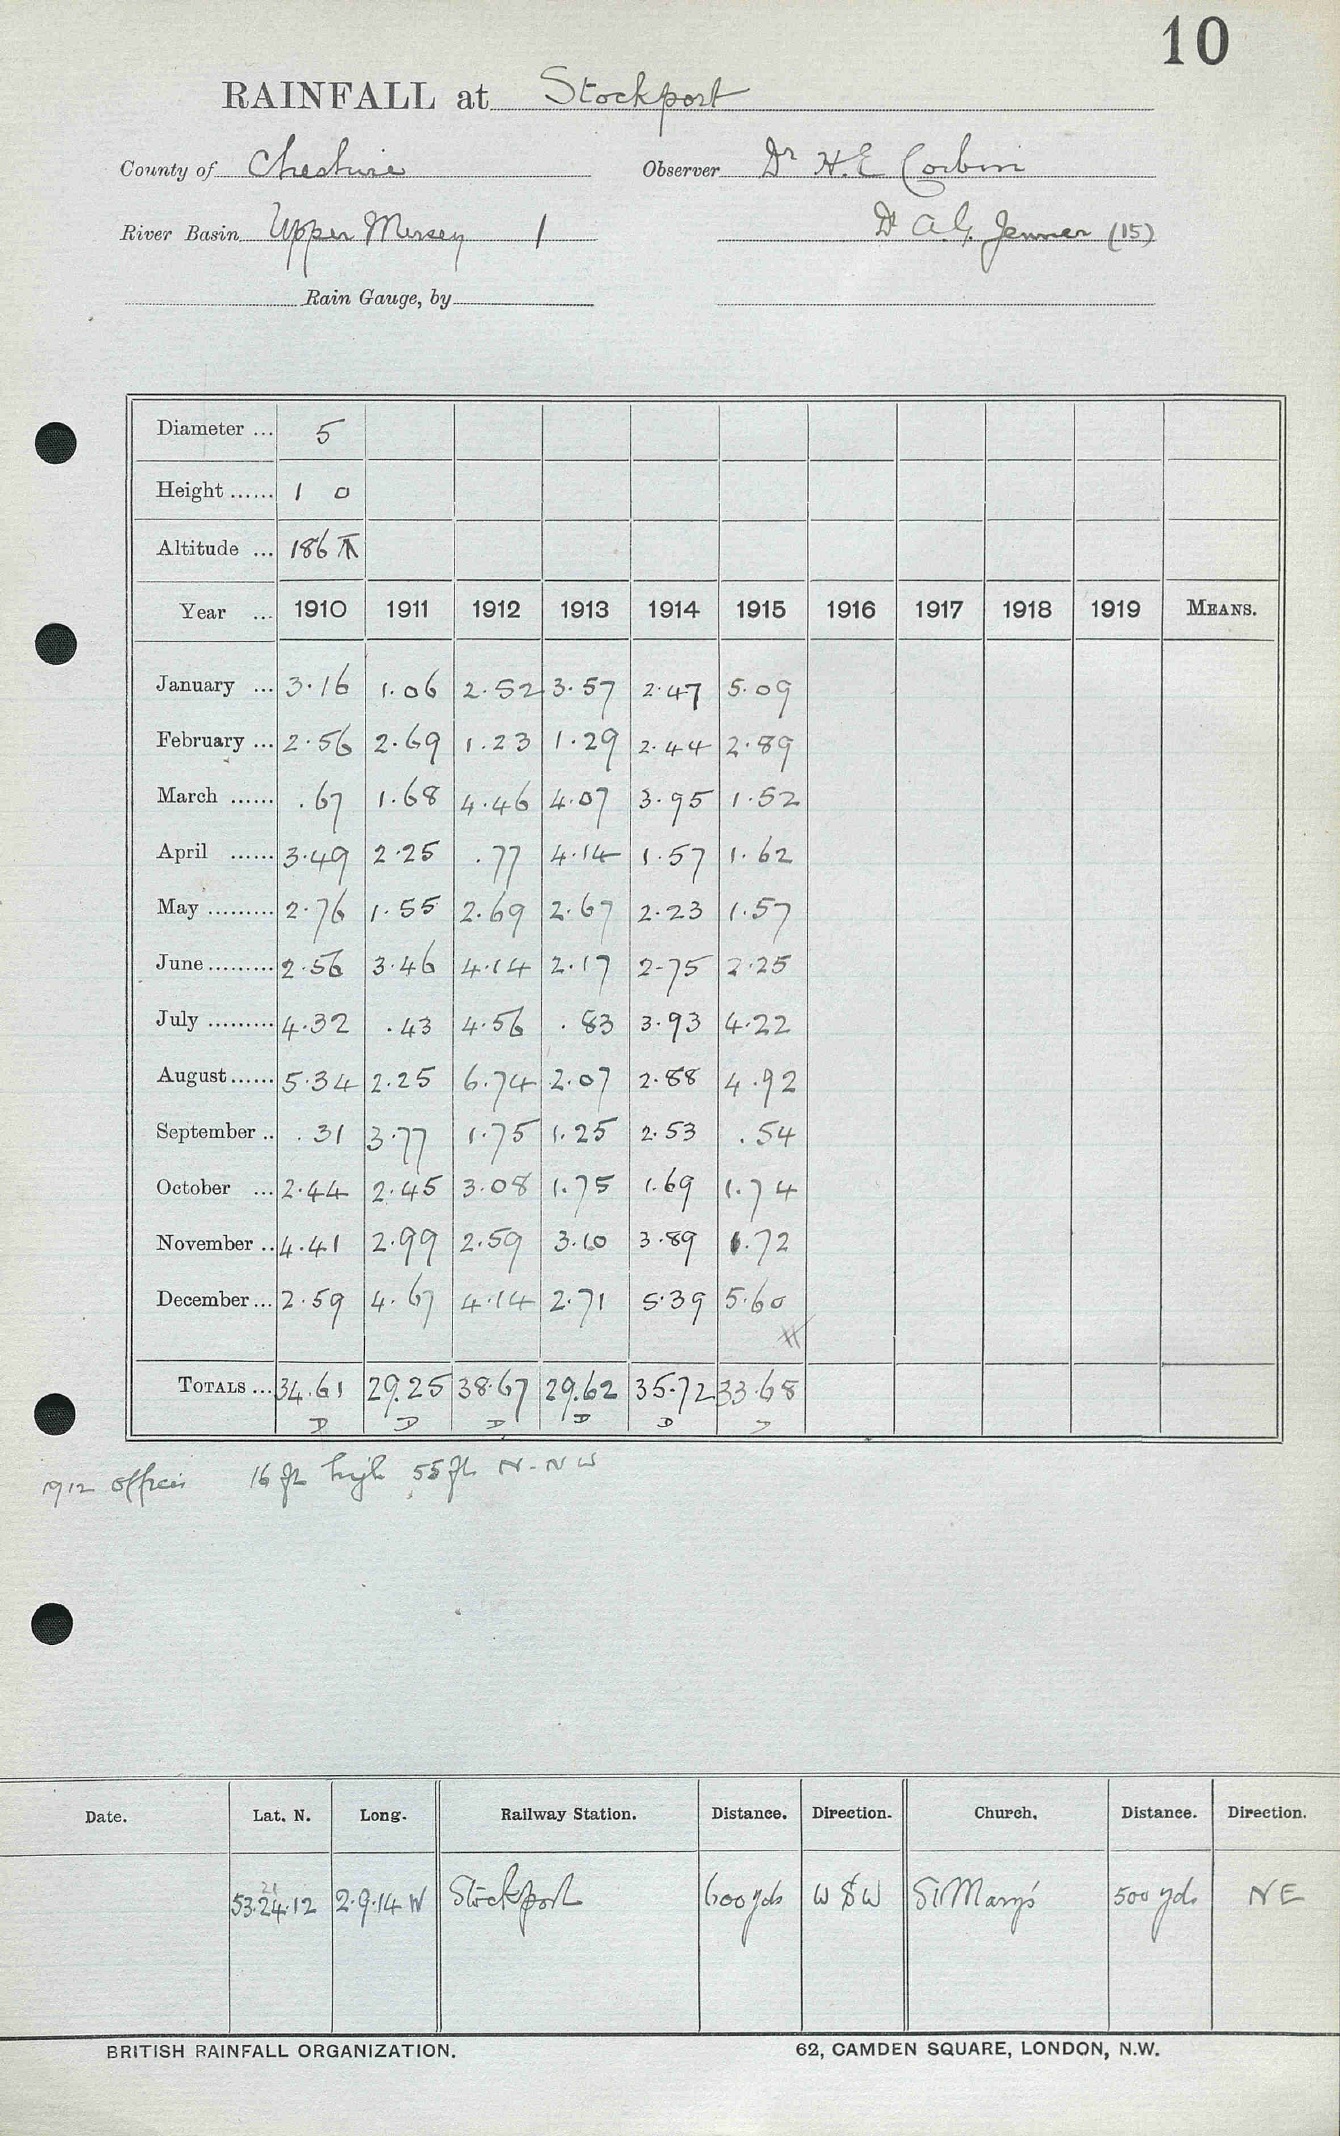 10
RAINFALL at Stockport
County of Cheshire Observer Dr H.E Corbin
River Basin Upper Mersey 1 Dr A.G. Jenner (15)
Rain Gauge, by
Diameter ... 5
Height ...... 1 0
Altitude ... 186
Year ... 1910 1911 1912 1913 1914 1915 1916 1917 1918 1919 MEANS.
January ... 3.16 1.06 2.52 3.57 2.47 5.09
February ... 2.56 2.69 1.23 1.29 2.44 2.89
March ...... .67 1.68 4.46 4.07 3.95 1.52
April ...... 3.49 2.25 .77 4.14 1.57 1.62
May ......... 2.76 1.55 2.69 2.67 2.23 1.57
June ......... 2.56 3.46 4.14 2.17 2.75 2.25
July ......... 4.32 .43 4.56 .83 3.93 4.22
August ...... 5.34 2.25 6.74 2.07 2.88 4.92
September .. .31 3.77 1.75 1.25 2.53 .54
October ... 2.44 2.45 3.08 1.75 1.69 1.74
November .. 4.41 2.99 2.59 3.10 3.89 1.72
December ... 2.59 4.67 4.14 2.71 5.39 5.60
TOTALS ... 34.61 29.25 38.67 29.62 35.72 33.68
D D D D D D
1912 16 ft high 55 ft N-NW
Date. Lat. N. Long. Railway Station. Distance. Direction. Church. Distance. Direction.
21
53.24.12 2.9.14 W Stockport 600 yds WSW St Mary's 500 yds NE
BRITISH RAINFALL ORGANIZATION. 62, CAMDEN SQUARE, LONDON, N.W.